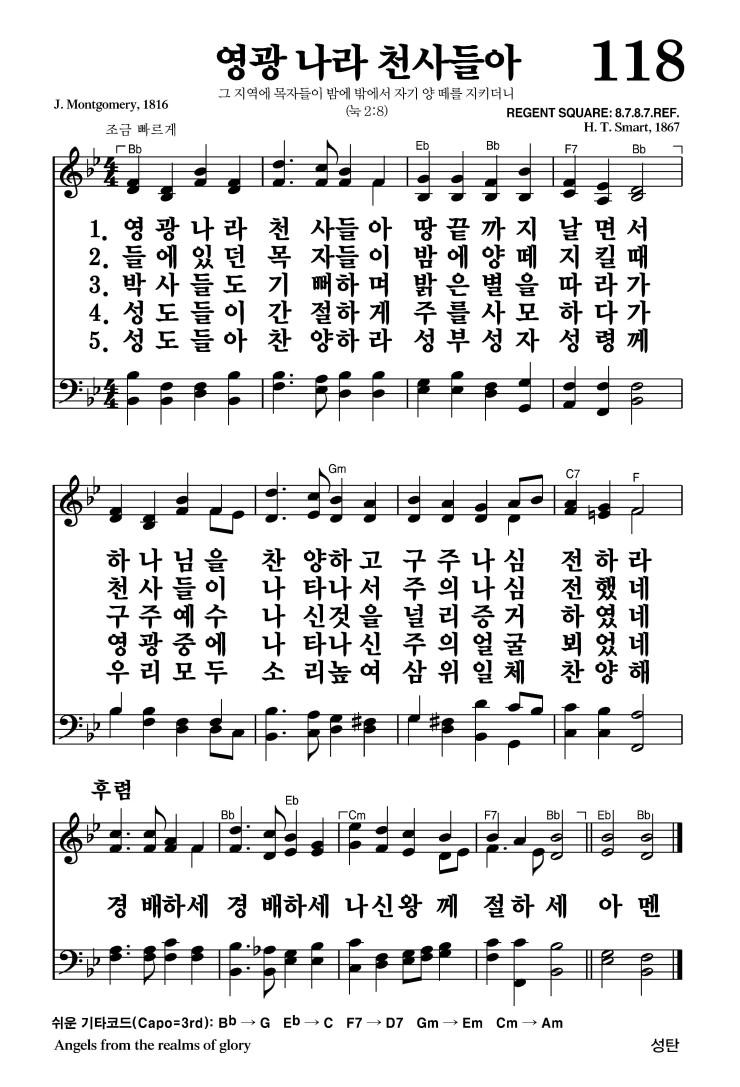 영광 나라 천사들아 118
그 지역에 목자들이 밤에 밖에서 자기 양 떼를 지키더니
(눅 2:8)
J. Montgomery, 1816
REGENT SQUARE: 8.7.8.7.REF.
H. T. Smart, 1867
조금 빠르게
Bb Eb Bb F7
1. 영 광 나 라 천 사들 아 땅 끝 까 지 날 면 서
2. 들 에 있 던 목 자들 이 밤 에 양 떼 지 킬 때
3. 박 사 들 도 기 뻐하 며 밝 은 별 을 따 라 가
4. 성 도 들 이 간 절하 게 주 를 사 모 하 다 가
5. 성 도 들 아 찬 양하 라 성 부 성 자 성 령 께
Gm C7 F
하 나 님 을 찬 양하 고 구 주 나 심 전 하 라
천 사 들 이 나 타나 서 주 의 나 심 전 했 네
구 주 예 수 나 신것 을 널 리 증 거 하 였 네
영 광 중 에 나 타나 신 주 의 얼 굴 뵈 었 네
우 리 모 두 소 리높 여 삼 위 일 체 찬 양 해
후렴
Bb Eb Cm F7 Bb Eb Bb
경 배하세 경 배하세 나신왕 께 절하 세 아 멘
쉬운 기타코드(Capo=3rd): Bb → G Eb → C F7 → D7 Gm → Em Cm → Am
Angels from the realms of glory
성탄